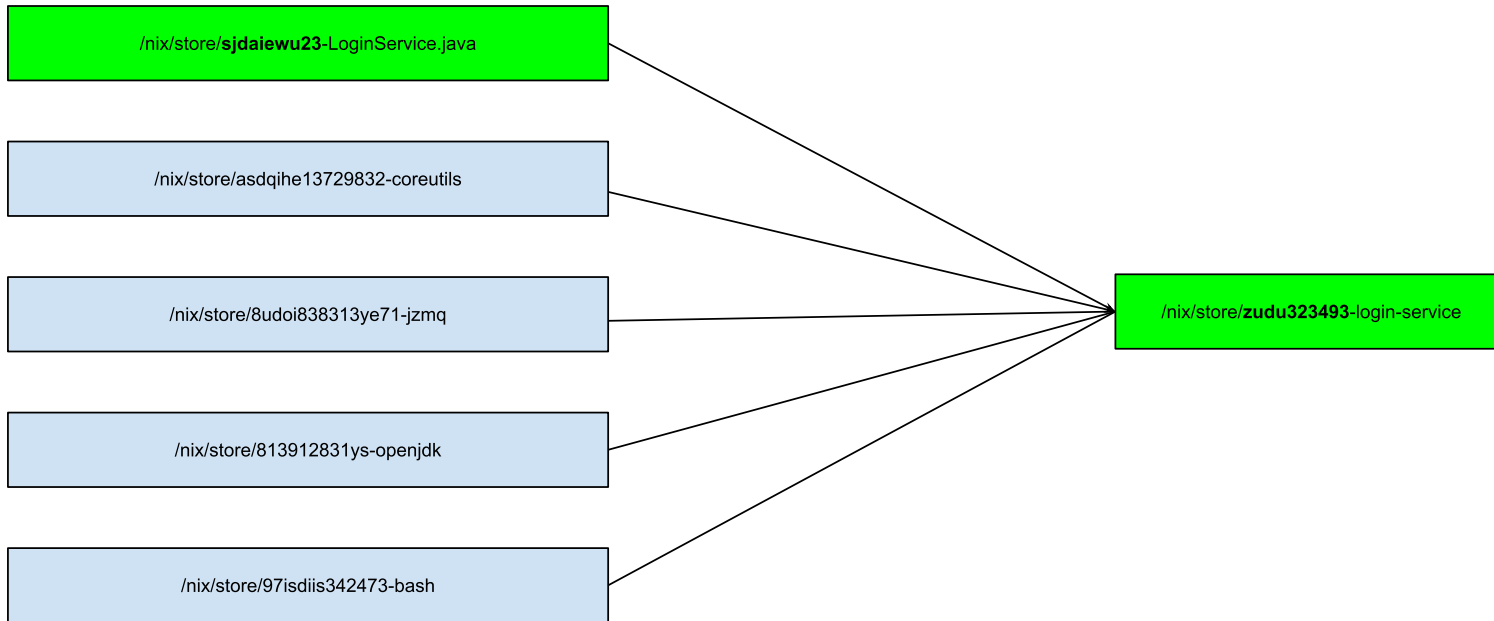 /nix/store/sjdaiewu23-LoginService.java
/nix/store/asdqihe13729832-coreutils
/nix/store/8udoi838313ye71-jzmq
/nix/store/zudu323493-login-service
/nix/store/813912831ys-openjdk
/nix/store/97isdiis342473-bash